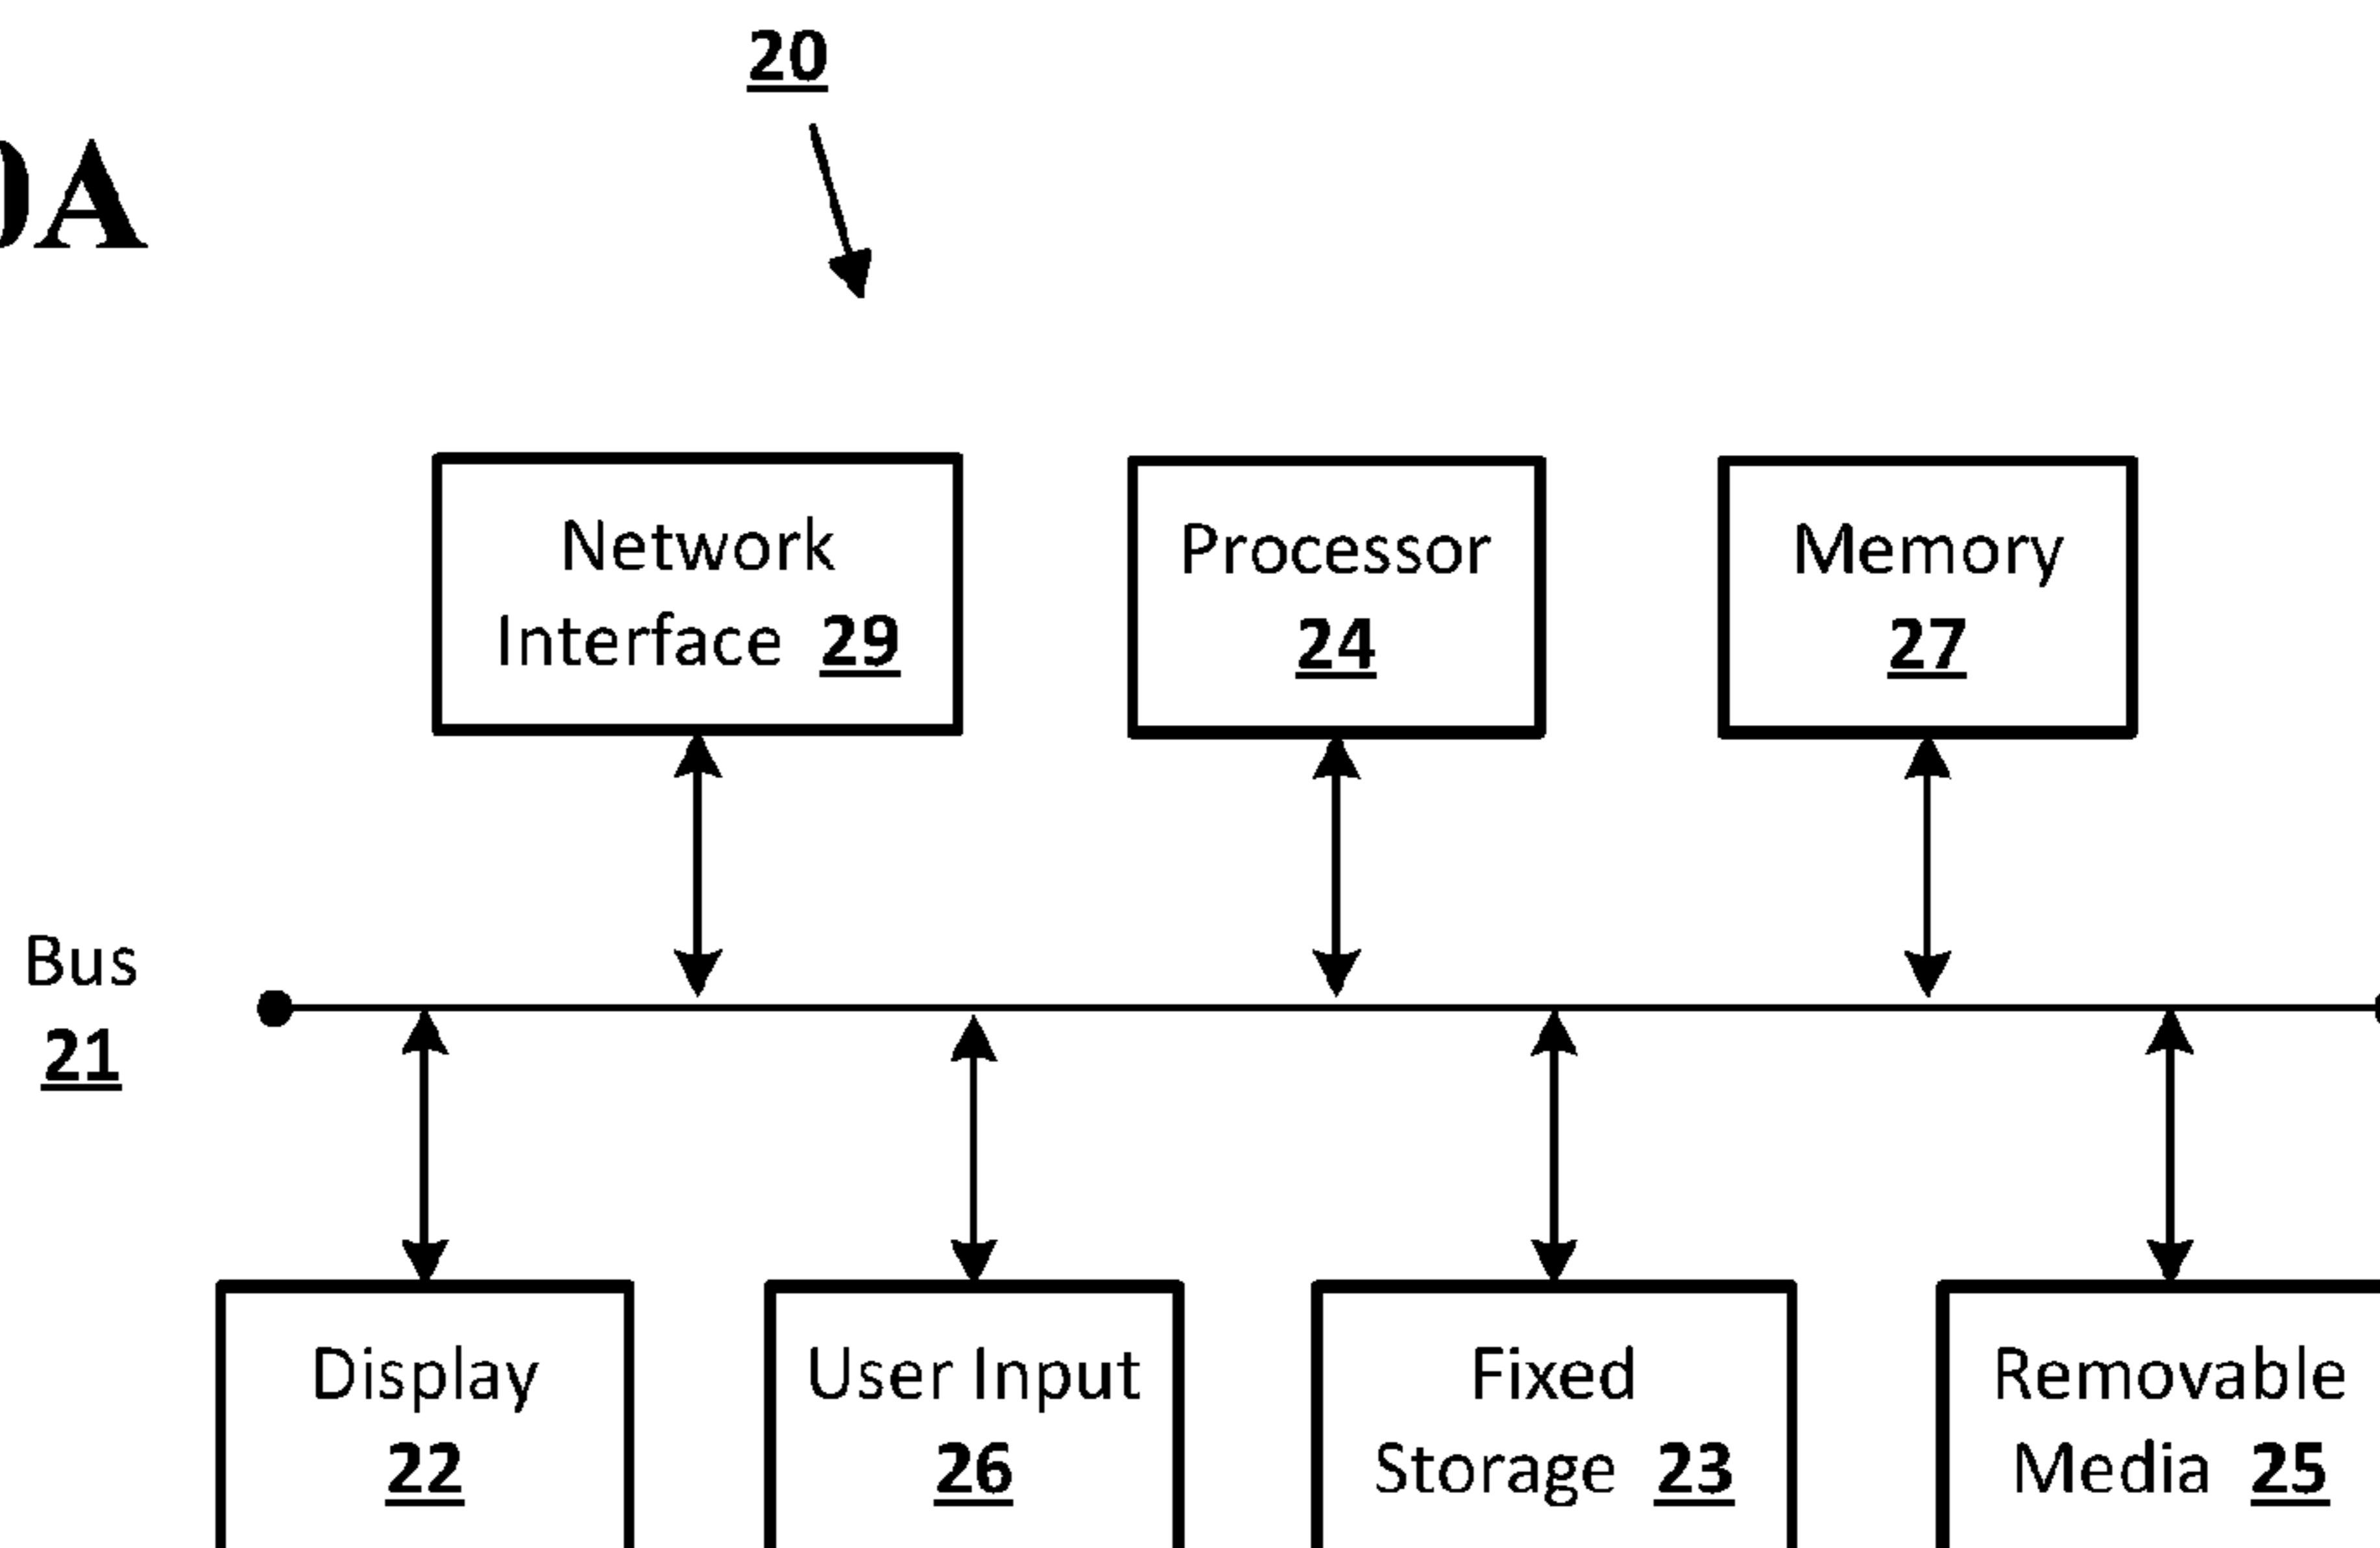 20
0A
Network
Interface 29
Processor
24
Memory
27
Bus
21
Display
22
User Input
26
Fixed
Storage 23
Removable
Media 25